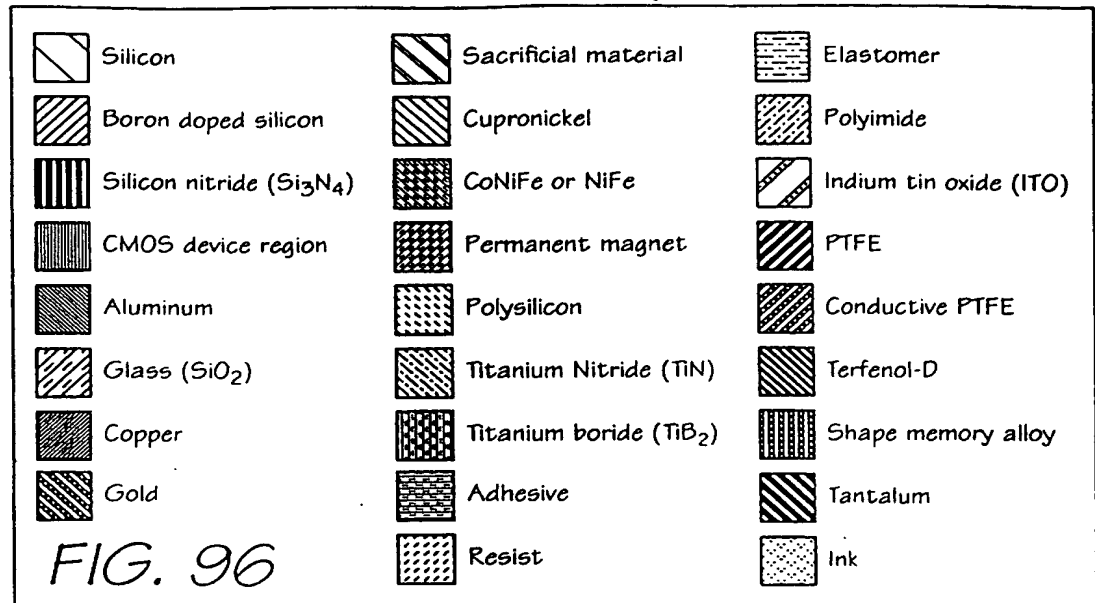 Silicon
Boron doped silicon
Silicon nitride (Si₃N₄)
CMOS device region
Aluminum
Glass (SiO₂)
Copper
Gold
FIG. 96
Sacrificial material
Cupronickel
CoNiFe or NiFe
Permanent magnet
Polysilicon
Titanium Nitride (TiN)
Titanium boride (TiB₂)
Adhesive
Resist
Elastomer
Polyimide
Indium tin oxide (ITO)
PTFE
Conductive PTFE
Terfenol-D
Shape memory alloy
Tantalum
Ink